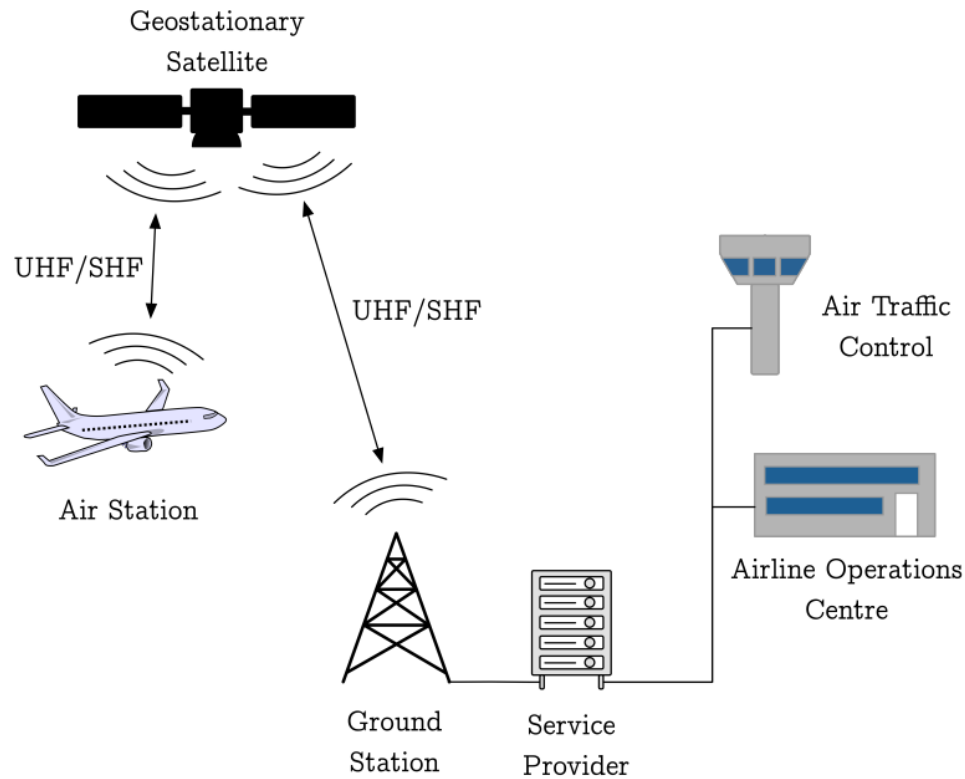 Geostationary
Satellite
UHF/SHF
UHF/SHF
Air Station
Air Traffic
Control
Airline Operations
Centre
Ground
Station
Service
Provider